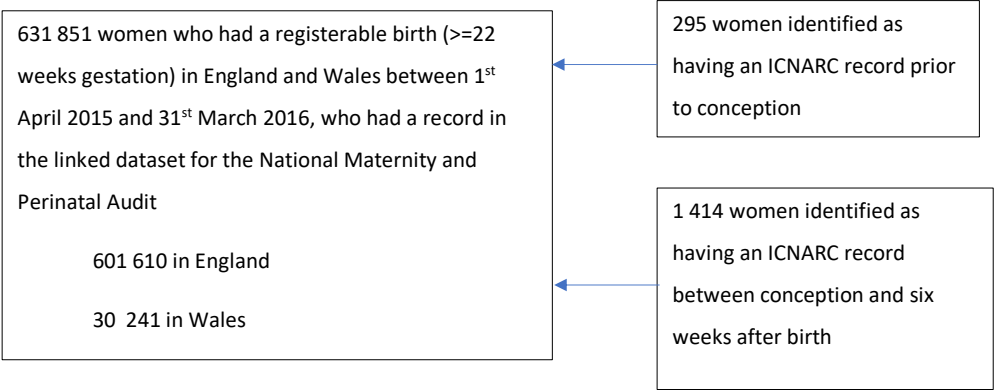 631 851 women who had a registerable birth (>=22
weeks gestation) in England and Wales between 1st
April 2015 and 31st March 2016, who had a record in
the linked dataset for the National Maternity and
Perinatal Audit
601 610 in England
30 241 in Wales
295 women identified as
having an ICNARC record prior
to conception
1 414 women identified as
having an ICNARC record
between conception and six
weeks after birth